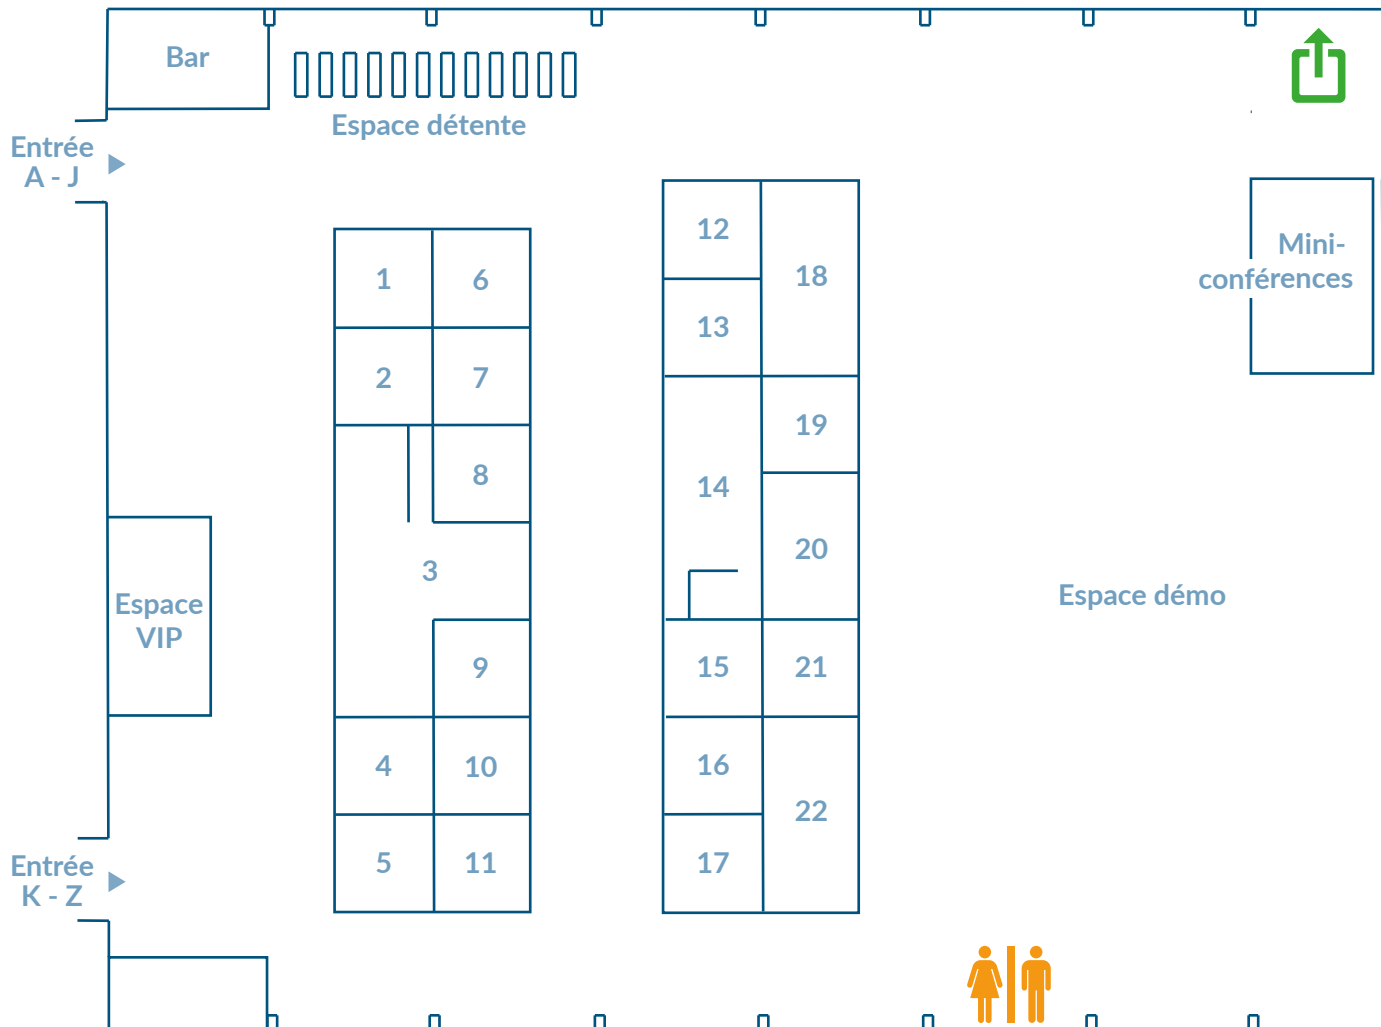 Bar
Espace détente
Entrée
A - J
12
18
13
Mini-
conférences
1
6
2
7
8
3
9
4
10
5
11
19
14
20
15
21
16
22
17
Espace
VIP
Espace démo
Entrée
K - Z